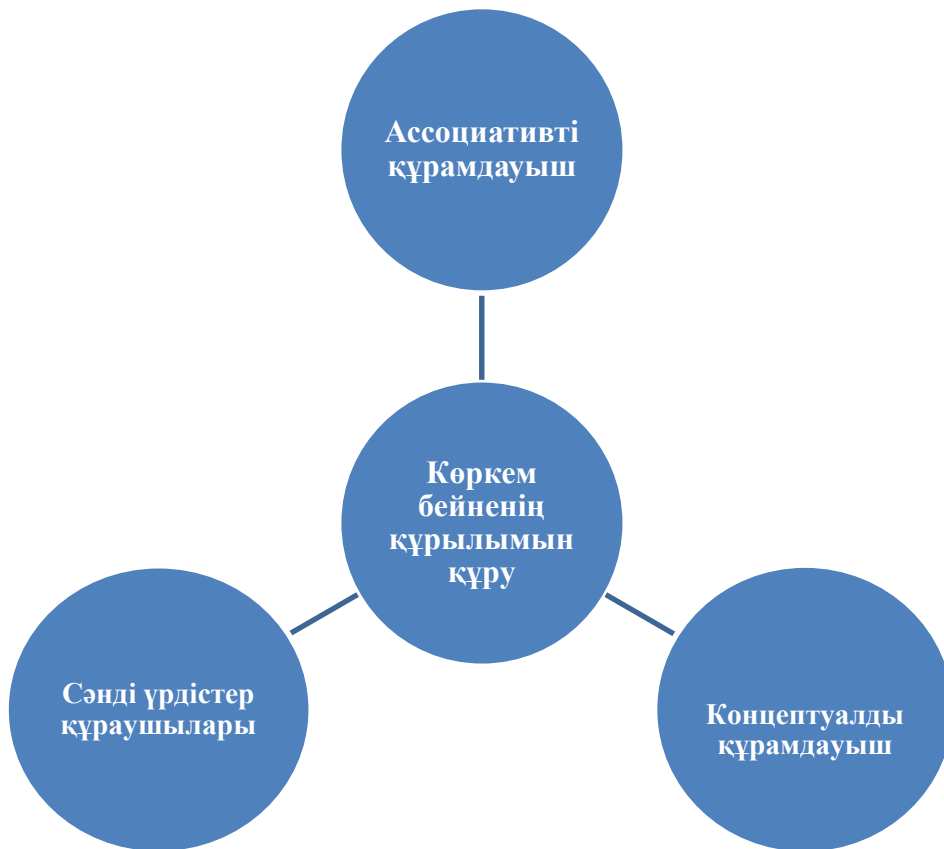 Ассоциативті
құрамдауыш
Көркем
бейненің
құрылымын
құру
Сәнді үрдістер
құраушылары
Концептуалды
құрамдауыш